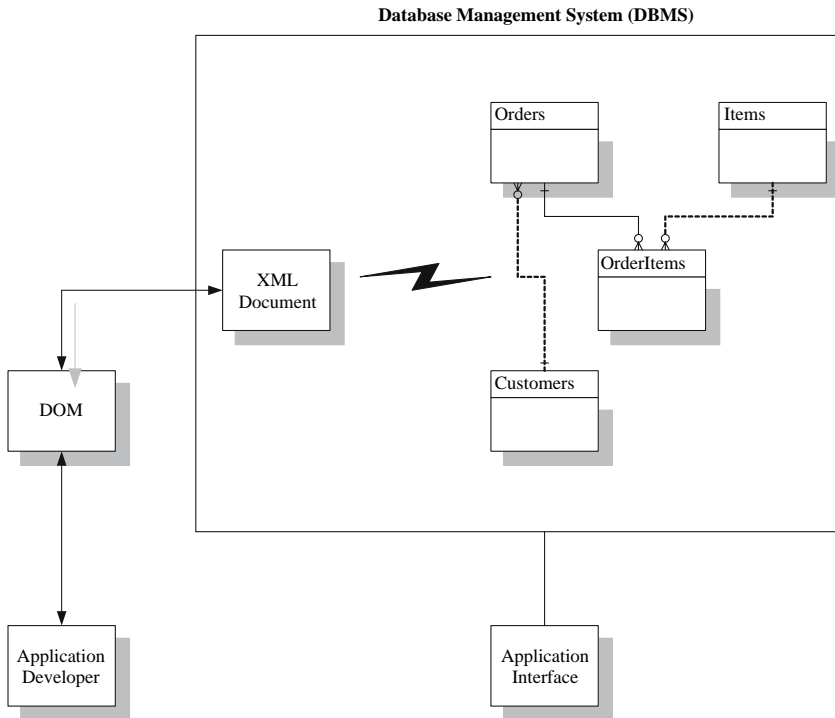 Database Management System (DBMS)
Orders
Items
XML
Document
OrderItems
DOM
Customers
Application
Developer
Application
Interface